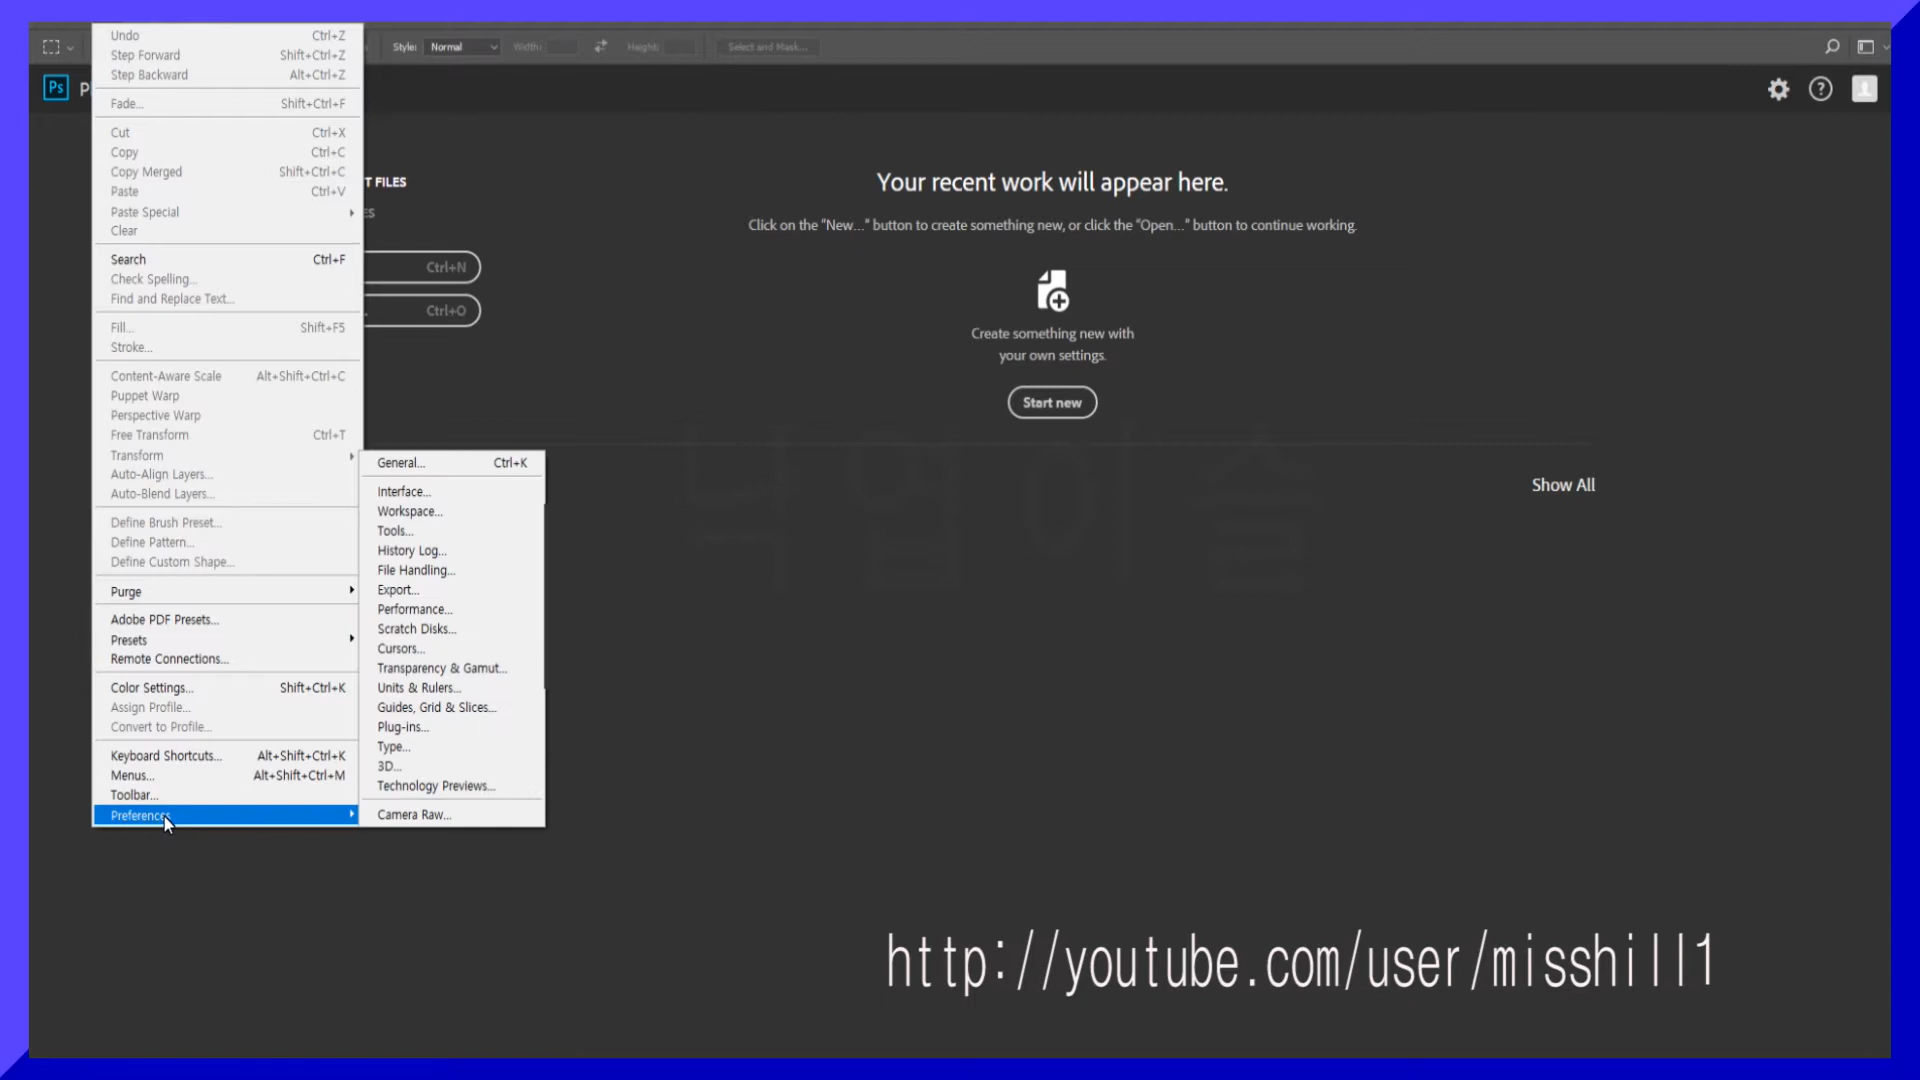 Style: Normal Width: Height: Select and Mask...
Ps P
Undo Ctrl+Z
Step Forward Shift+Ctrl+Z
Step Backward Alt+Ctrl+Z
Fade... Shift+Ctrl+F
Cut Ctrl+X
Copy Ctrl+C
Copy Merged Shift+Ctrl+C
Paste Ctrl+V
Paste Special
Clear
Search Ctrl+F
Check Spelling...
Find and Replace Text...
Fill... Shift+F5
Stroke...
Content-Aware Scale Alt+Shift+Ctrl+C
Puppet Warp
Perspective Warp
Free Transform Ctrl+T
Transform
Auto-Align Layers...
Auto-Blend Layers...
Define Brush Preset...
Define Pattern...
Define Custom Shape...
Purge
Adobe PDF Presets...
Presets
Remote Connections...
Color Settings... Shift+Ctrl+K
Assign Profile...
Convert to Profile...
Keyboard Shortcuts... Alt+Shift+Ctrl+K
Menus... Alt+Shift+Ctrl+M
Toolbar...
Preferences
T FILES
ES
Ctrl+N
Ctrl+O
General... Ctrl+K
Interface...
Workspace...
Tools...
History Log...
File Handling...
Export...
Performance...
Scratch Disks...
Cursors...
Transparency & Gamut...
Units & Rulers...
Guides, Grid & Slices...
Plug-ins...
Type...
3D...
Technology Previews...
Camera Raw...
Your recent work will appear here.
Click on the "New..." button to create something new, or click the "Open..." button to continue working.
Create something new with
your own settings.
Start new
Show All
http://youtube.com/user/misshill1